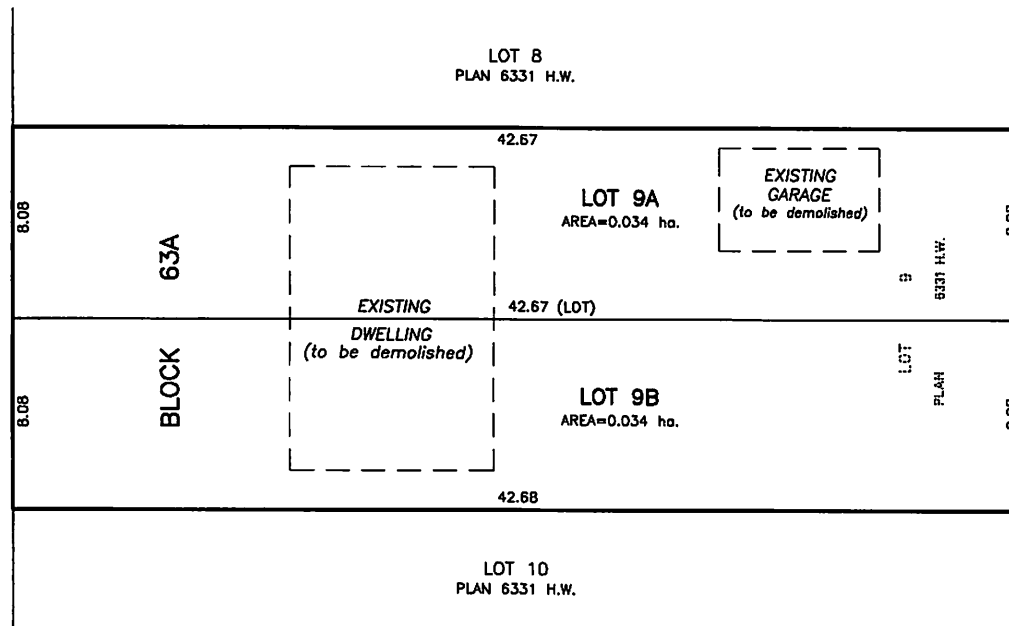 LOT 8
PLAN 6331 H.W.
42.67
8.08
63A
LOT 9A
AREA=0.034 ha.
EXISTING
GARAGE
(to be demolished)
9
6331 H.W.
EXISTING
42.67 (LOT)
DWELLING
(to be demolished)
BLOCK
8.08
LOT 9B
AREA=0.034 ha.
LOT
PLAN
42.68
LOT 10
PLAN 6331 H.W.